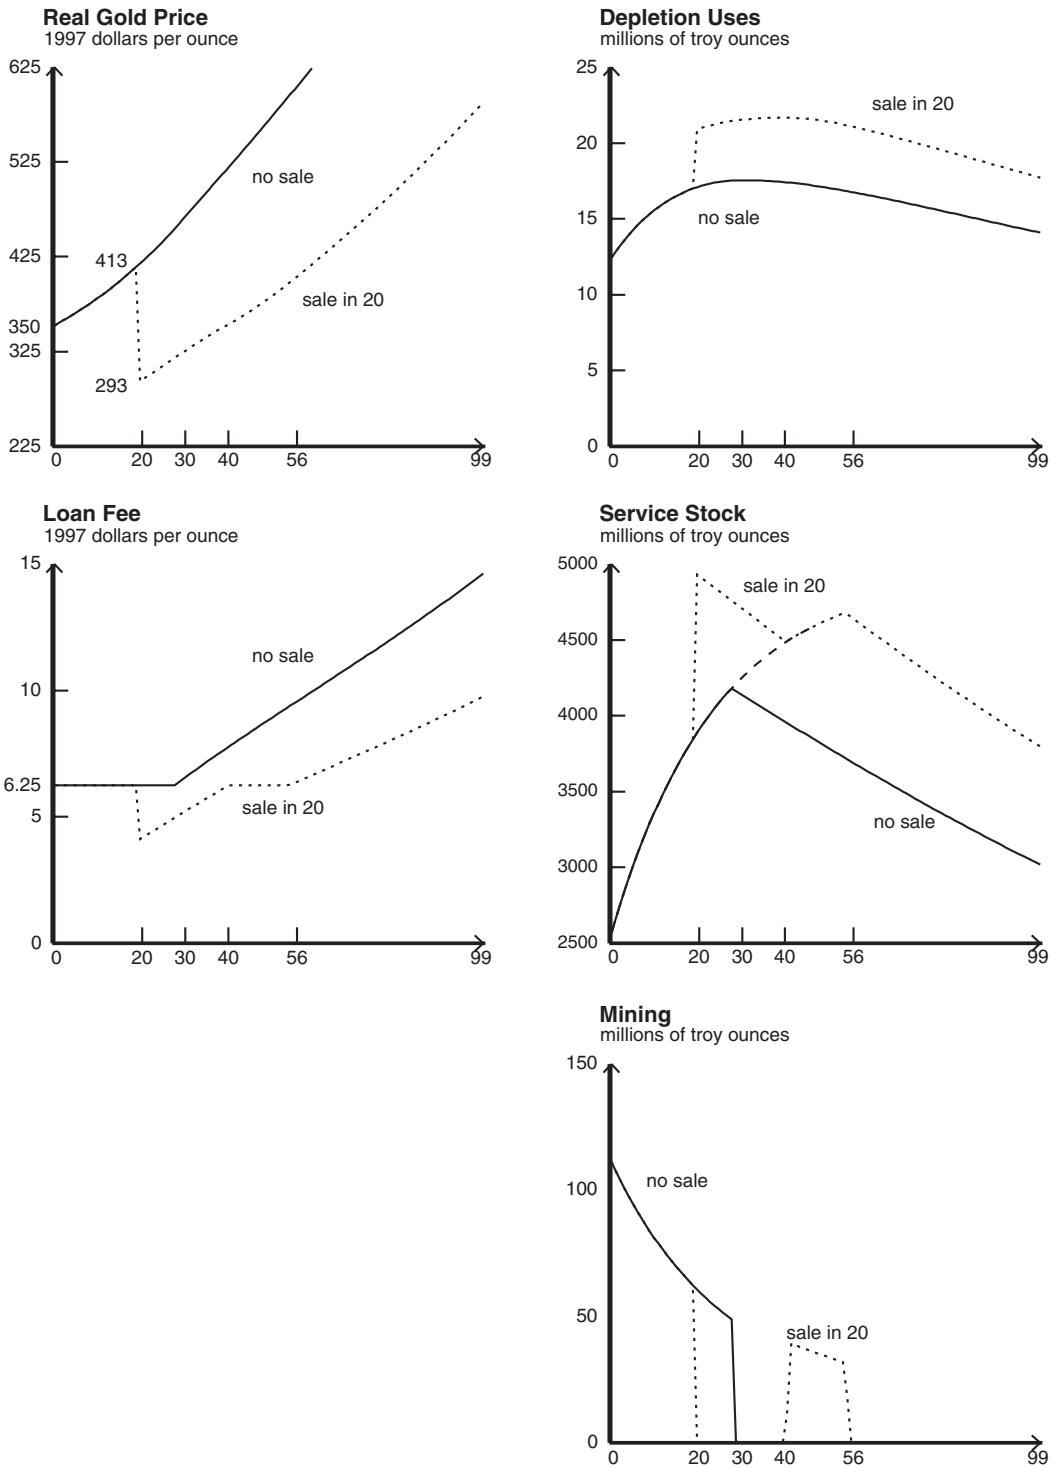 Real Gold Price
1997 dollars per ounce
625
525
425
350
325
225
413
293
no sale
sale in 20
0 20 30 40 56 99
Depletion Uses
millions of troy ounces
25
20
15
10
5
0
sale in 20
no sale
0 20 30 40 56 99
Loan Fee
1997 dollars per ounce
15
10
6.25
5
0
no sale
sale in 20
0 20 30 40 56 99
Service Stock
millions of troy ounces
5000
4500
4000
3500
3000
2500
sale in 20
no sale
0 20 30 40 56 99
Mining
millions of troy ounces
150
100
50
0
no sale
sale in 20
0 20 30 40 56 99